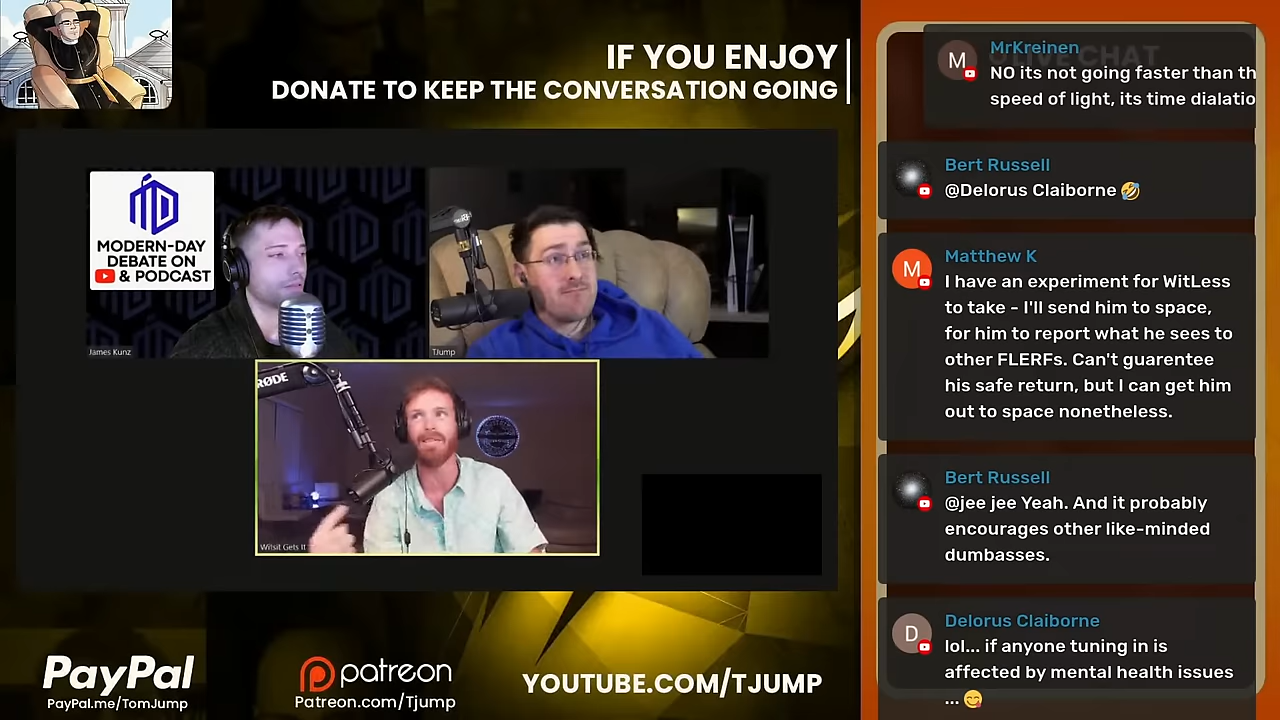 IF YOU ENJOY
DONATE TO KEEP THE CONVERSATION GOING
MODERN-DAY
DEBATE ON
& PODCAST
James Kunz
TJump
RØDE
Witsit Gets It
PayPal
PayPal.me/TomJump
patreon
Patreon.com/Tjump
YOUTUBE.COM/TJUMP
LIVE CHAT
M
MrKreinen
NO its not going faster than th
speed of light, its time dialatio
Bert Russell
@Delorus Claiborne 🤣
M
Matthew K
I have an experiment for WitLess
to take - I'll send him to space,
for him to report what he sees to
other FLERFs. Can't guarentee
his safe return, but I can get him
out to space nonetheless.
Bert Russell
@jee jee Yeah. And it probably
encourages other like-minded
dumbasses.
D
Delorus Claiborne
lol... if anyone tuning in is
affected by mental health issues
... 😋